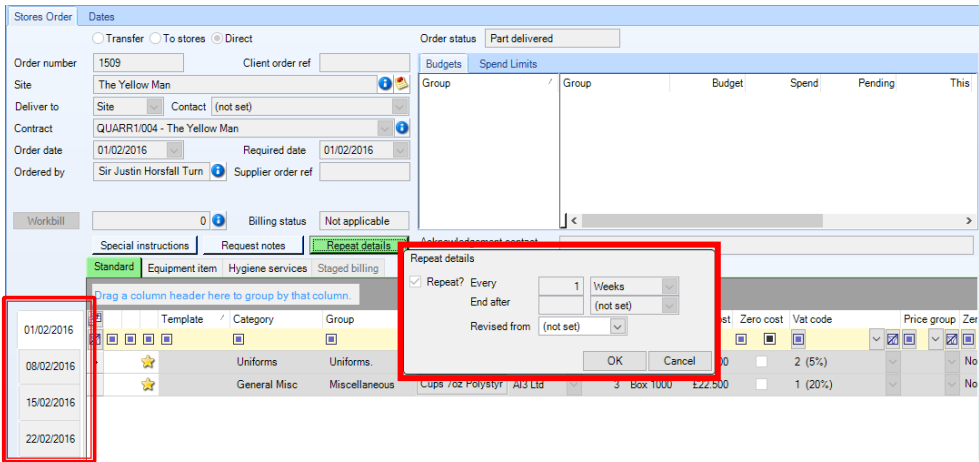 Stores Order Dates
Transfer To stores Direct Order status Part delivered
Order number 1509 Client order ref Budgets Spend Limits
Site The Yellow Man Group Group Budget Spend Pending This
Deliver to Site Contact (not set)
Contract QUARR1/004 - The Yellow Man
Order date 01/02/2016 Required date 01/02/2016
Ordered by Sir Justin Horsfall Turn Supplier order ref
Workbill 0 Billing status Not applicable
Special instructions Request notes Repeat details
Standard Equipment item Hygiene services Staged billing
Repeat details
Repeat? Every 1 Weeks
End after (not set)
Revised from (not set)
OK Cancel
Drag a column header here to group by that column.
Template Category Group Zero cost Vat code Price group
01/02/2016
08/02/2016
15/02/2016
22/02/2016
Uniforms Uniforms. 2 (5%) No
General Misc Miscellaneous Cups 7oz Polystyr AI3 Ltd 3 Box 1000 £22.500 1 (20%) No